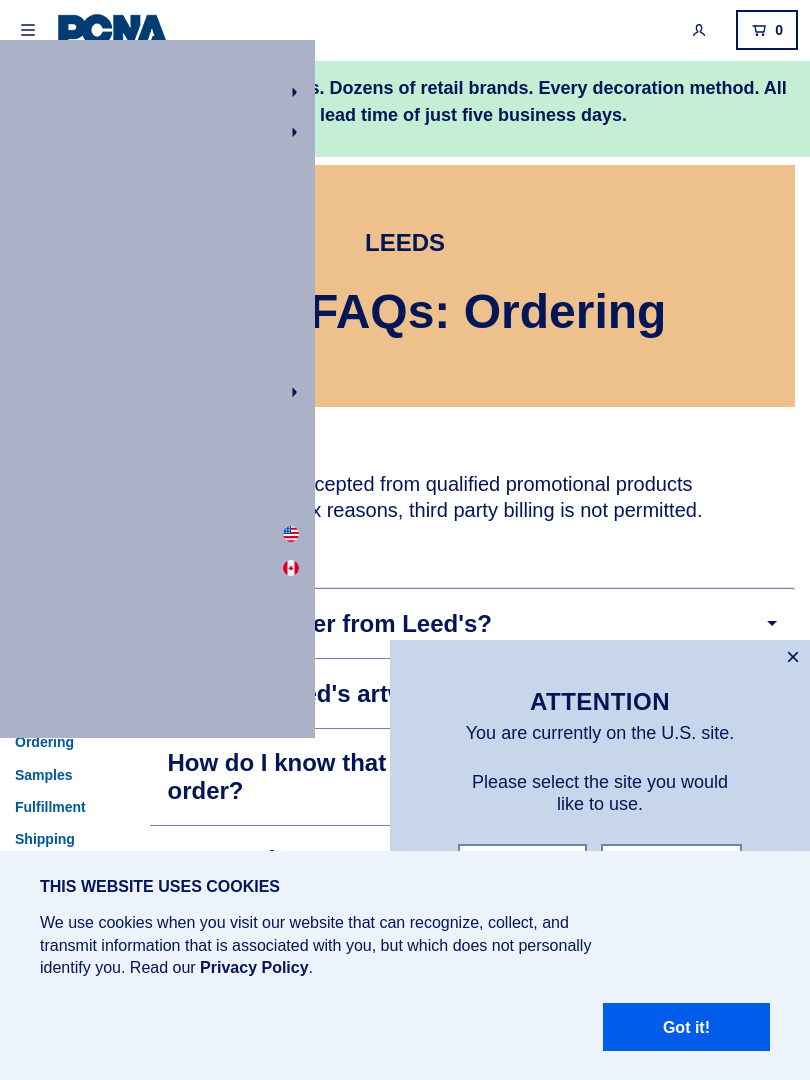 PCNA
0
s. Dozens of retail brands. Every decoration method. All
lead time of just five business days.
LEEDS
FAQs: Ordering
cepted from qualified promotional products
x reasons, third party billing is not permitted.
er from Leed's?
ed's
How do I know that
order?
Ordering
Samples
Fulfillment
Shipping
×
ATTENTION
You are currently on the U.S. site.
Please select the site you would
like to use.
THIS WEBSITE USES COOKIES
We use cookies when you visit our website that can recognize, collect, and
transmit information that is associated with you, but which does not personally
identify you. Read our Privacy Policy.
Got it!